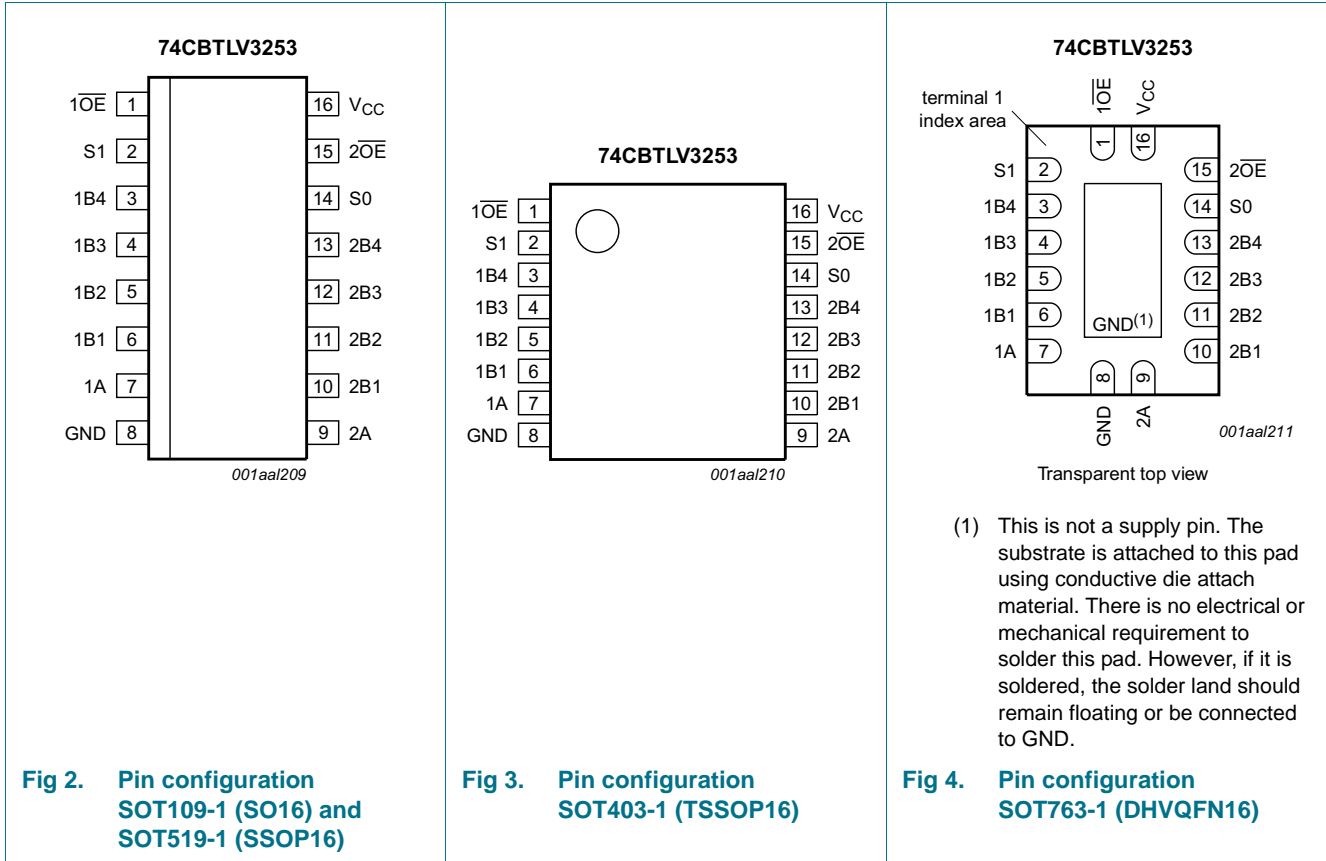 74CBTLV3253
1OE 1
16 VCC
S1 2
15 2OE
1B4 3
14 S0
1B3 4
13 2B4
1B2 5
12 2B3
1B1 6
11 2B2
1A 7
10 2B1
GND 8
9 2A
001aal209
Fig 2. Pin configuration
SOT109-1 (SO16) and
SOT519-1 (SSOP16)
74CBTLV3253
1OE 1
16 VCC
S1 2
15 2OE
1B4 3
14 S0
1B3 4
13 2B4
1B2 5
12 2B3
1B1 6
11 2B2
1A 7
10 2B1
GND 8
9 2A
001aal210
Fig 3. Pin configuration
SOT403-1 (TSSOP16)
74CBTLV3253
terminal 1
index area
1OE
VCC
1
16
S1 2
15 2OE
1B4 3
14 S0
1B3 4
13 2B4
1B2 5
12 2B3
1B1 6
11 2B2
GND(1)
1A 7
10 2B1
8
9
GND
2A
001aal211
Transparent top view
(1) This is not a supply pin. The
substrate is attached to this pad
using conductive die attach
material. There is no electrical or
mechanical requirement to
solder this pad. However, if it is
soldered, the solder land should
remain floating or be connected
to GND.
Fig 4. Pin configuration
SOT763-1 (DHVQFN16)